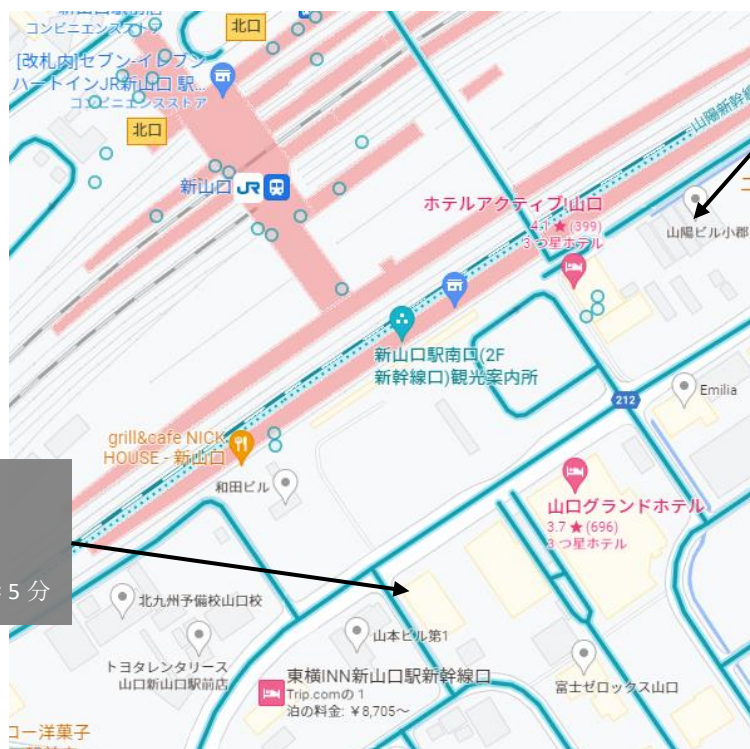 新山口駅前店
コンビニエンスストア
北口
[改札内]セブン-イレブン
ハートインJR新山口 駅...
コンビニエンスストア
北口
山陽新幹線
新山口 JR
ホテルアクティブ!山口
4.1 ★ (399)
3 つ星ホテル
山陽ビル小郡
新山口駅南口(2F
新幹線口)観光案内所
Emilia
212
grill&cafe NICK
HOUSE - 新山口
和田ビル
山口グランドホテル
3.7 ★ (696)
3 つ星ホテル
5 分
北九州予備校山口校
山本ビル第1
トヨタレンタリース
山口新山口駅前店
東横INN新山口駅新幹線口
Trip.comの 1
泊の料金: ￥8,705～
富士ゼロックス山口
コー洋菓子